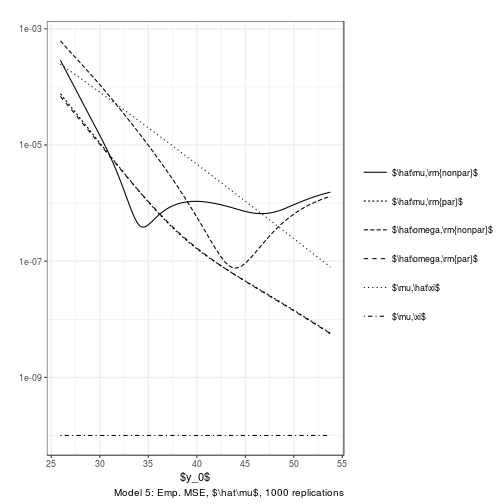 1e-03
1e-05
1e-07
1e-09
25
30
35
40
45
50
55
$y_0$
Model 5: Emp. MSE, $\hat\mu$, 1000 replications
$\hat\mu,\rm{nonpar}$
$\hat\mu,\rm{par}$
$\hat\omega,\rm{nonpar}$
$\hat\omega,\rm{par}$
$\mu,\hat\xi$
$\mu,\xi$